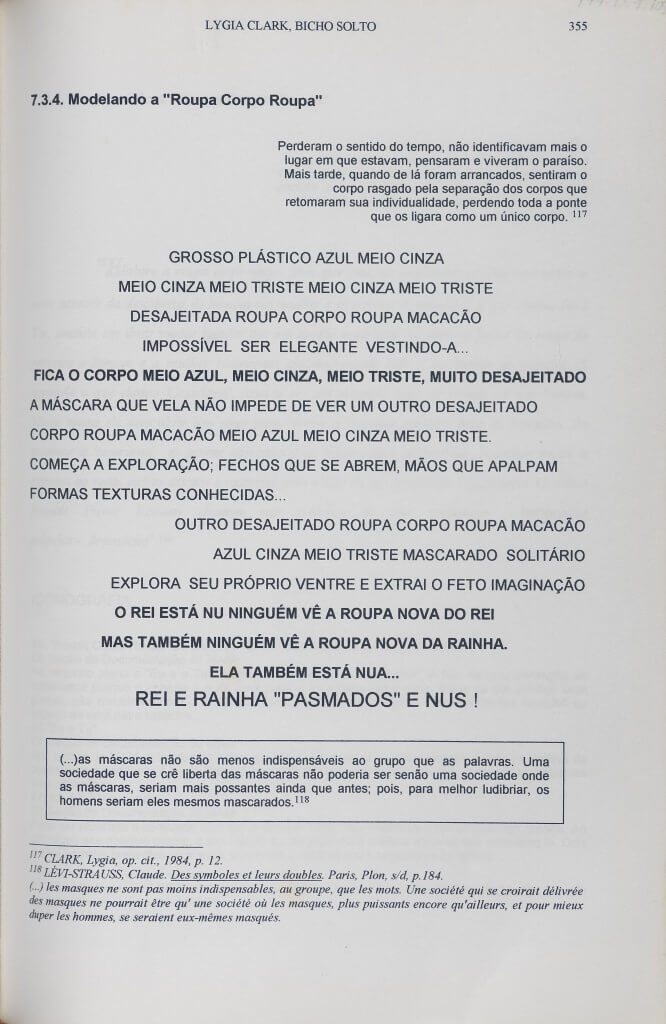 LYGIA CLARK, BICHO SOLTO
355
7.3.4. Modelando a "Roupa Corpo Roupa"
Perderam o sentido do tempo, não identificavam mais o
lugar em que estavam, pensaram e viveram o paraíso.
Mais tarde, quando de lá foram arrancados, sentiram o
corpo rasgado pela separação dos corpos que
retomaram sua individualidade, perdendo toda a ponte
que os ligara como um único corpo. 117
GROSSO PLÁSTICO AZUL MEIO CINZA
MEIO CINZA MEIO TRISTE MEIO CINZA MEIO TRISTE
DESAJEITADA ROUPA CORPO ROUPA MACACÃO
IMPOSSÍVEL SER ELEGANTE VESTINDO-A...
FICA O CORPO MEIO AZUL, MEIO CINZA, MEIO TRISTE, MUITO DESAJEITADO
A MÁSCARA QUE VELA NÃO IMPEDE DE VER UM OUTRO DESAJEITADO
CORPO ROUPA MACACÃO MEIO AZUL MEIO CINZA MEIO TRISTE.
COMEÇA A EXPLORAÇÃO; FECHOS QUE SE ABREM, MÃOS QUE APALPAM
FORMAS TEXTURAS CONHECIDAS...
OUTRO DESAJEITADO ROUPA CORPO ROUPA MACACÃO
AZUL CINZA MEIO TRISTE MASCARADO SOLITÁRIO
EXPLORA SEU PRÓPRIO VENTRE E EXTRAI O FETO IMAGINAÇÃO
O REI ESTÁ NU NINGUÉM VÊ A ROUPA NOVA DO REI
MAS TAMBÉM NINGUÉM VÊ A ROUPA NOVA DA RAINHA.
ELA TAMBÉM ESTÁ NUA...
REI E RAINHA "PASMADOS" E NUS !
(...)as máscaras não são menos indispensáveis ao grupo que as palavras. Uma
sociedade que se crê liberta das máscaras não poderia ser senão uma sociedade onde
as máscaras, seriam mais possantes ainda que antes; pois, para melhor ludibriar, os
homens seriam eles mesmos mascarados.118
117 CLARK, Lygia, op. cit., 1984, p. 12.
118 LÉVI-STRAUSS, Claude. Des symboles et leurs doubles. Paris, Plon, s/d, p.184.
(...) les masques ne sont pas moins indispensables, au groupe, que les mots. Une société qui se croirait délivrée
des masques ne pourrait être qu' une société où les masques, plus puissants encore qu'ailleurs, et pour mieux
duper les hommes, se seraient eux-mêmes masqués.